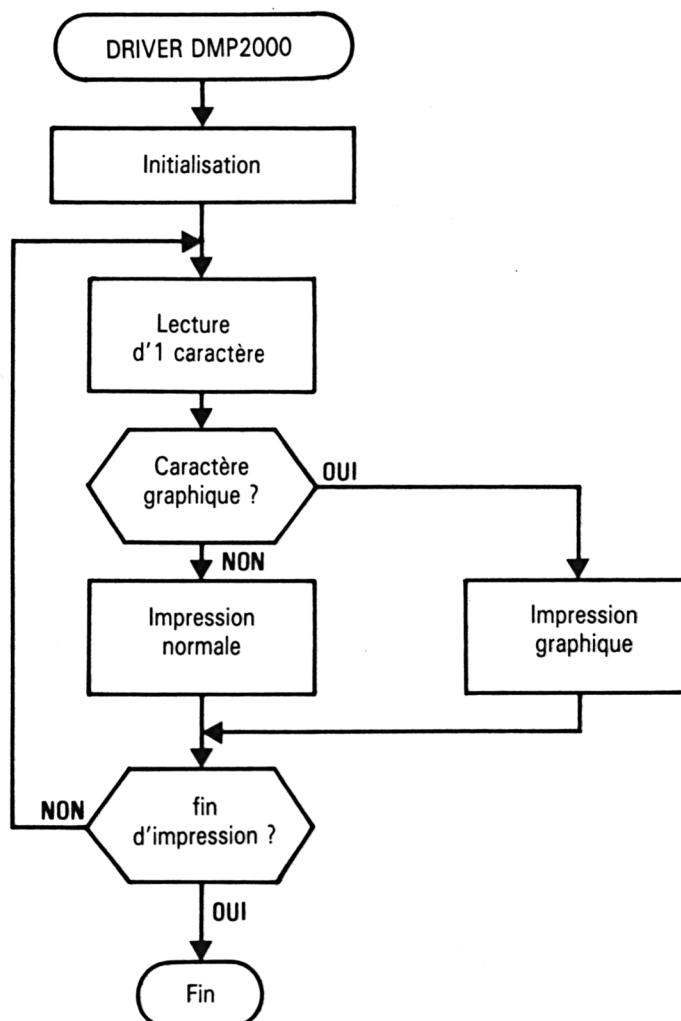 DRIVER DMP2000
Initialisation
Lecture
d'1 caractère
Caractère
graphique ?
OUI
NON
Impression
normale
Impression
graphique
NON
fin
d'impression ?
OUI
Fin